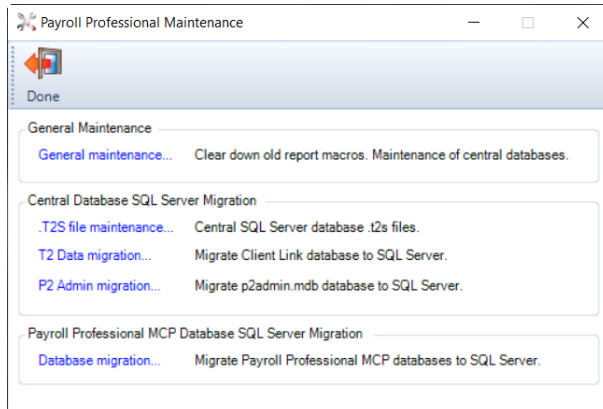 Payroll Professional Maintenance
Done
General Maintenance
General maintenance... Clear down old report macros. Maintenance of central databases.
Central Database SQL Server Migration
.T2S file maintenance... Central SQL Server database .t2s files.
T2 Data migration... Migrate Client Link database to SQL Server.
P2 Admin migration... Migrate p2admin.mdb database to SQL Server.
Payroll Professional MCP Database SQL Server Migration
Database migration... Migrate Payroll Professional MCP databases to SQL Server.